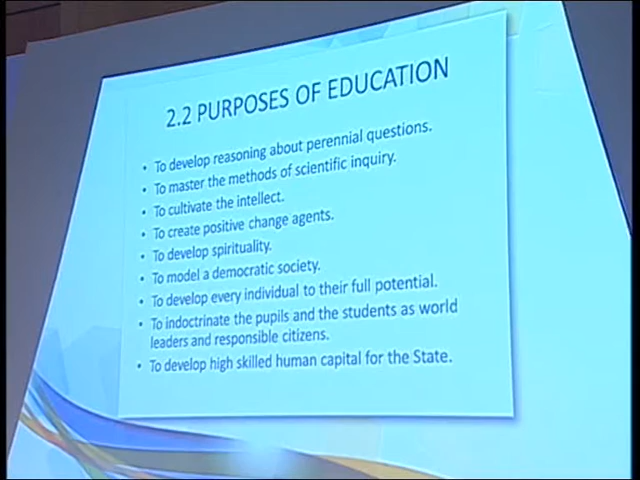 2.2 PURPOSES OF EDUCATION
• To develop reasoning about perennial questions.
• To master the methods of scientific inquiry.
• To cultivate the intellect.
• To create positive change agents.
• To develop spirituality.
• To model a democratic society.
• To develop every individual to their full potential.
• To indoctrinate the pupils and the students as world
leaders and responsible citizens.
• To develop high skilled human capital for the State.